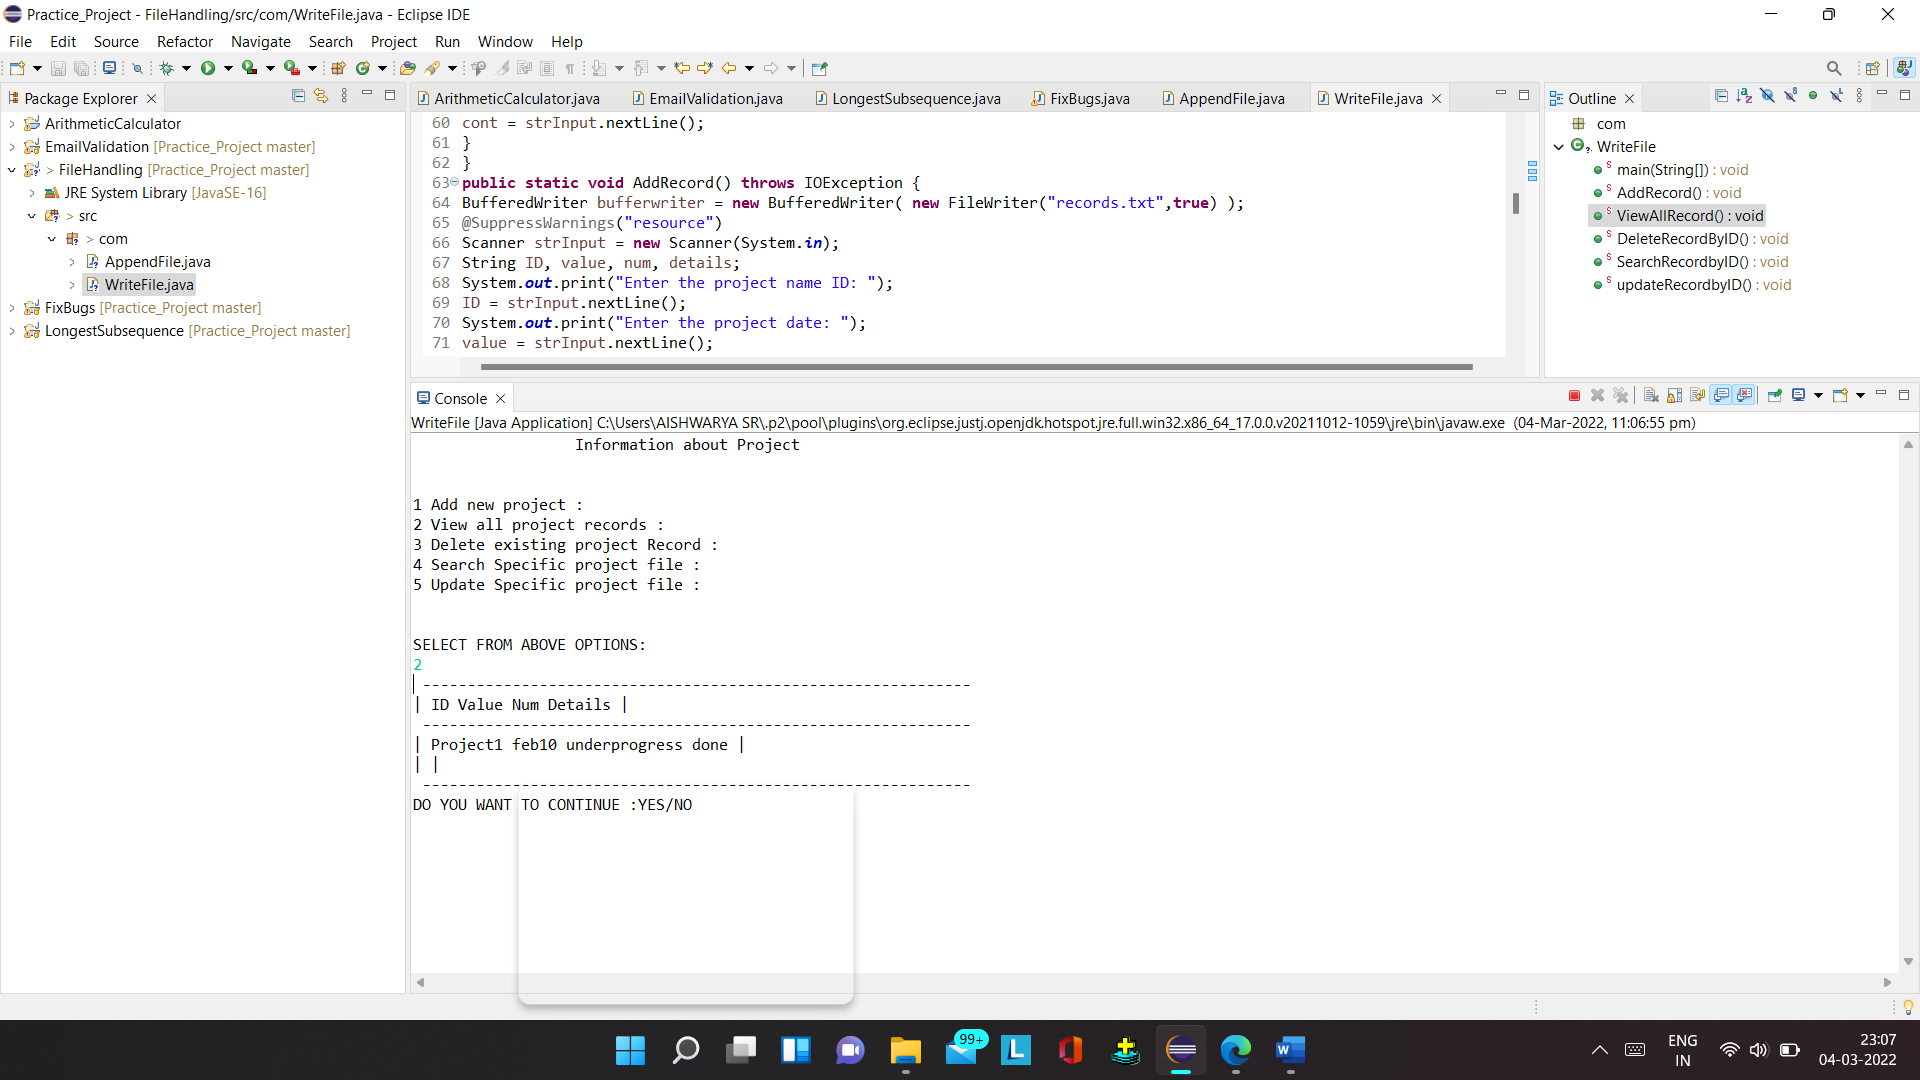 Practice_Project - FileHandling/src/com/WriteFile.java - Eclipse IDE
File Edit Source Refactor Navigate Search Project Run Window Help
Package Explorer
ArithmeticCalculator
EmailValidation [Practice_Project master]
> FileHandling [Practice_Project master]
JRE System Library [JavaSE-16]
> src
> com
AppendFile.java
WriteFile.java
FixBugs [Practice_Project master]
LongestSubsequence [Practice_Project master]
ArithmeticCalculator.java EmailValidation.java LongestSubsequence.java FixBugs.java AppendFile.java WriteFile.java
60 cont = strInput.nextLine();
61 }
62 }
63 public static void AddRecord() throws IOException {
64 BufferedWriter bufferwriter = new BufferedWriter( new FileWriter("records.txt",true) );
65 @SuppressWarnings("resource")
66 Scanner strInput = new Scanner(System.in);
67 String ID, value, num, details;
68 System.out.print("Enter the project name ID: ");
69 ID = strInput.nextLine();
70 System.out.print("Enter the project date: ");
71 value = strInput.nextLine();
Outline
com
WriteFile
main(String[]) : void
AddRecord() : void
ViewAllRecord() : void
DeleteRecordByID() : void
SearchRecordbyID() : void
updateRecordbyID() : void
Console
WriteFile [Java Application] C:\Users\AISHWARYA SR\.p2\pool\plugins\org.eclipse.justj.openjdk.hotspot.jre.full.win32.x86_64_17.0.0.v20211012-1059\jre\bin\javaw.exe (04-Mar-2022, 11:06:55 pm)
Information about Project
1 Add new project :
2 View all project records :
3 Delete existing project Record :
4 Search Specific project file :
5 Update Specific project file :
SELECT FROM ABOVE OPTIONS:
2
-------------------------------------------------------------
| ID Value Num Details |
-------------------------------------------------------------
| Project1 feb10 underprogress done |
| |
-------------------------------------------------------------
DO YOU WANT TO CONTINUE :YES/NO
99+
ENG
IN
23:07
04-03-2022